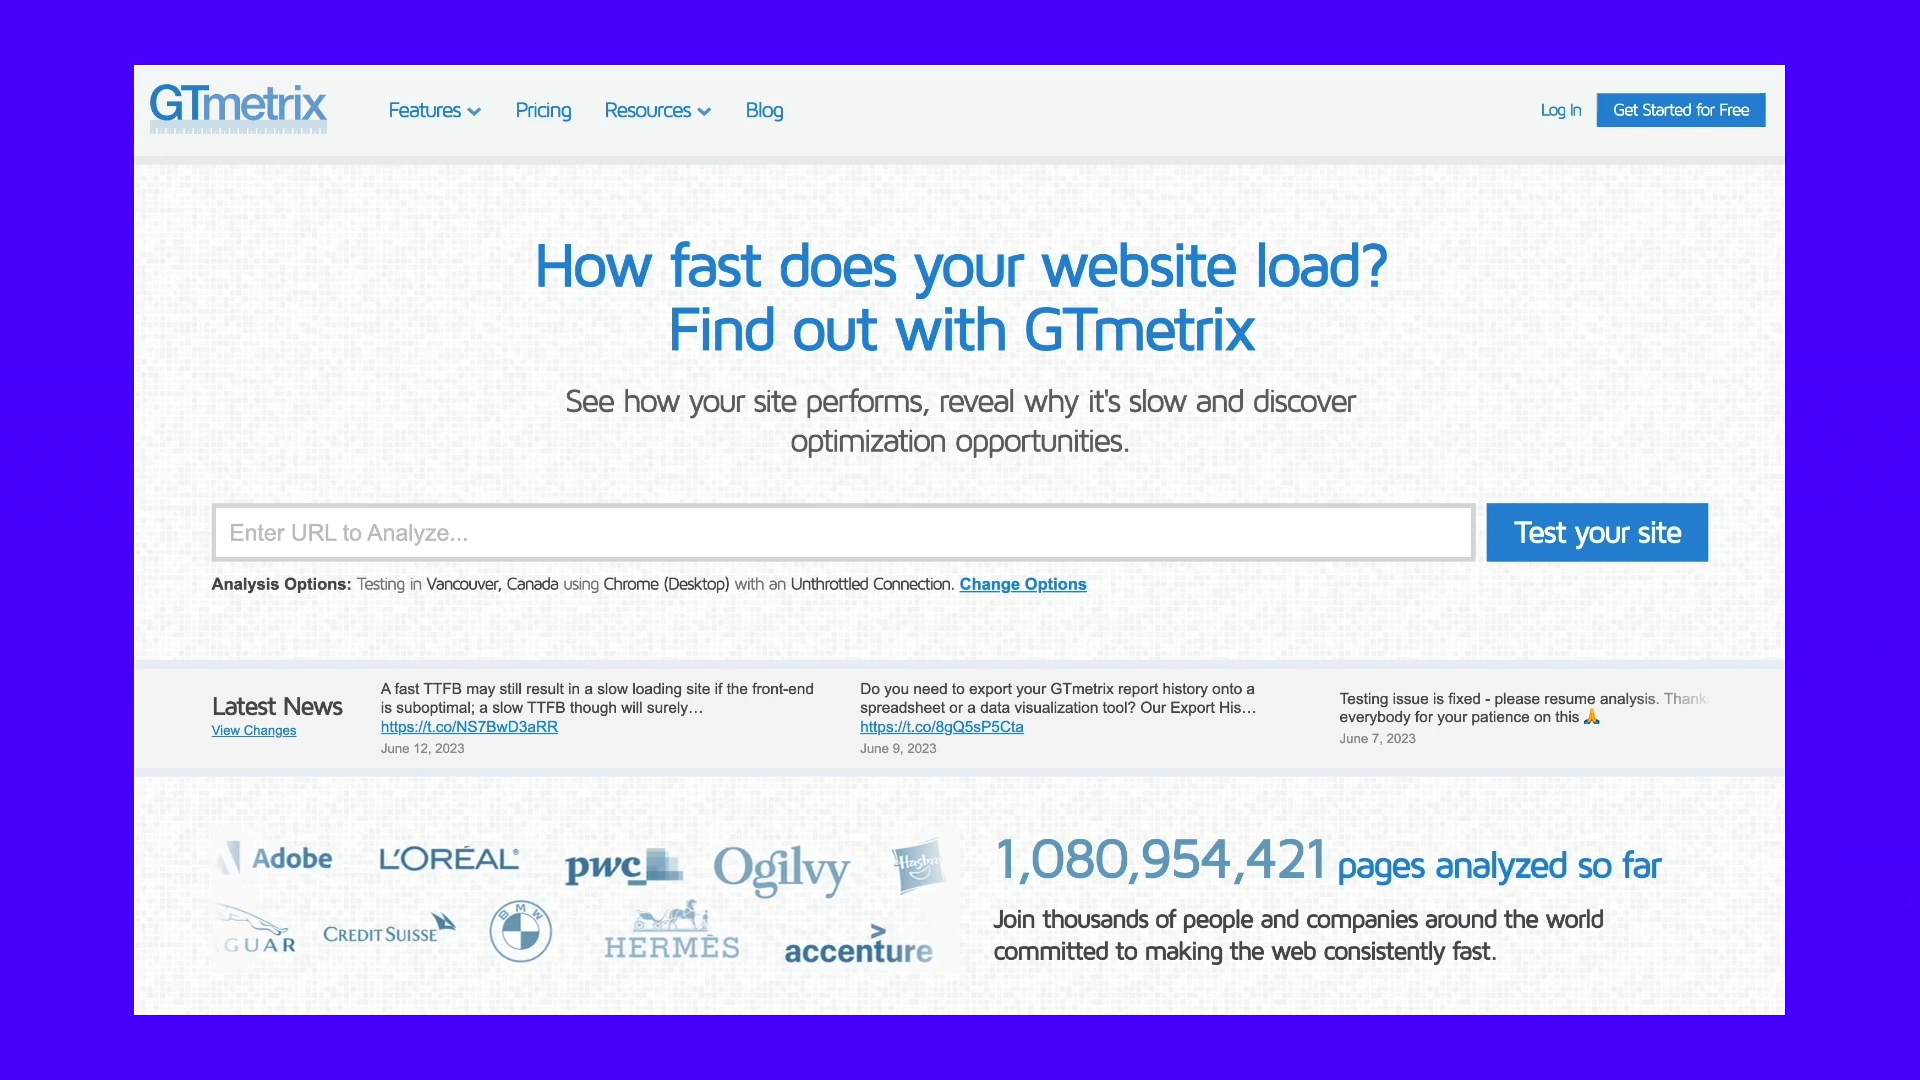 GTmetrix
Features
Pricing
Resources
Blog
Log In
Get Started for Free
How fast does your website load?
Find out with GTmetrix
See how your site performs, reveal why it's slow and discover
optimization opportunities.
Enter URL to Analyze...
Test your site
Analysis Options: Testing in Vancouver, Canada using Chrome (Desktop) with an Unthrottled Connection. Change Options
Latest News
View Changes
A fast TTFB may still result in a slow loading site if the front-end
is suboptimal; a slow TTFB though will surely…
https://t.co/NS7BwD3aRR
June 12, 2023
Do you need to export your GTmetrix report history onto a
spreadsheet or a data visualization tool? Our Export His…
https://t.co/8gQ5sP5Cta
June 9, 2023
Testing issue is fixed - please resume analysis. Thank
everybody for your patience on this 🙏
June 7, 2023
Adobe
L'ORÉAL
pwc
Ogilvy
Hasbro
GUAR
CREDIT SUISSE
BMW
HERMÈS
accenture
1,080,954,421 pages analyzed so far
Join thousands of people and companies around the world
committed to making the web consistently fast.